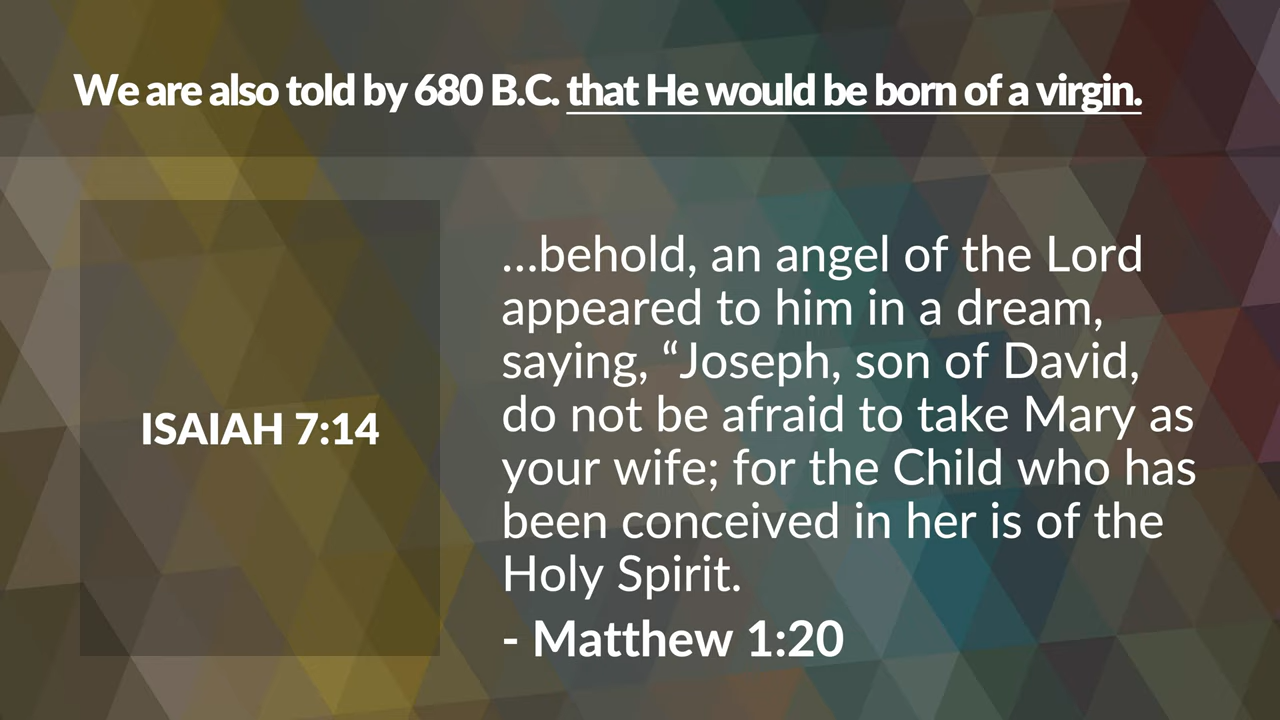 We are also told by 680 B.C. that He would be born of a virgin.
ISAIAH 7:14
...behold, an angel of the Lord
appeared to him in a dream,
saying, “Joseph, son of David,
do not be afraid to take Mary as
your wife; for the Child who has
been conceived in her is of the
Holy Spirit.
- Matthew 1:20